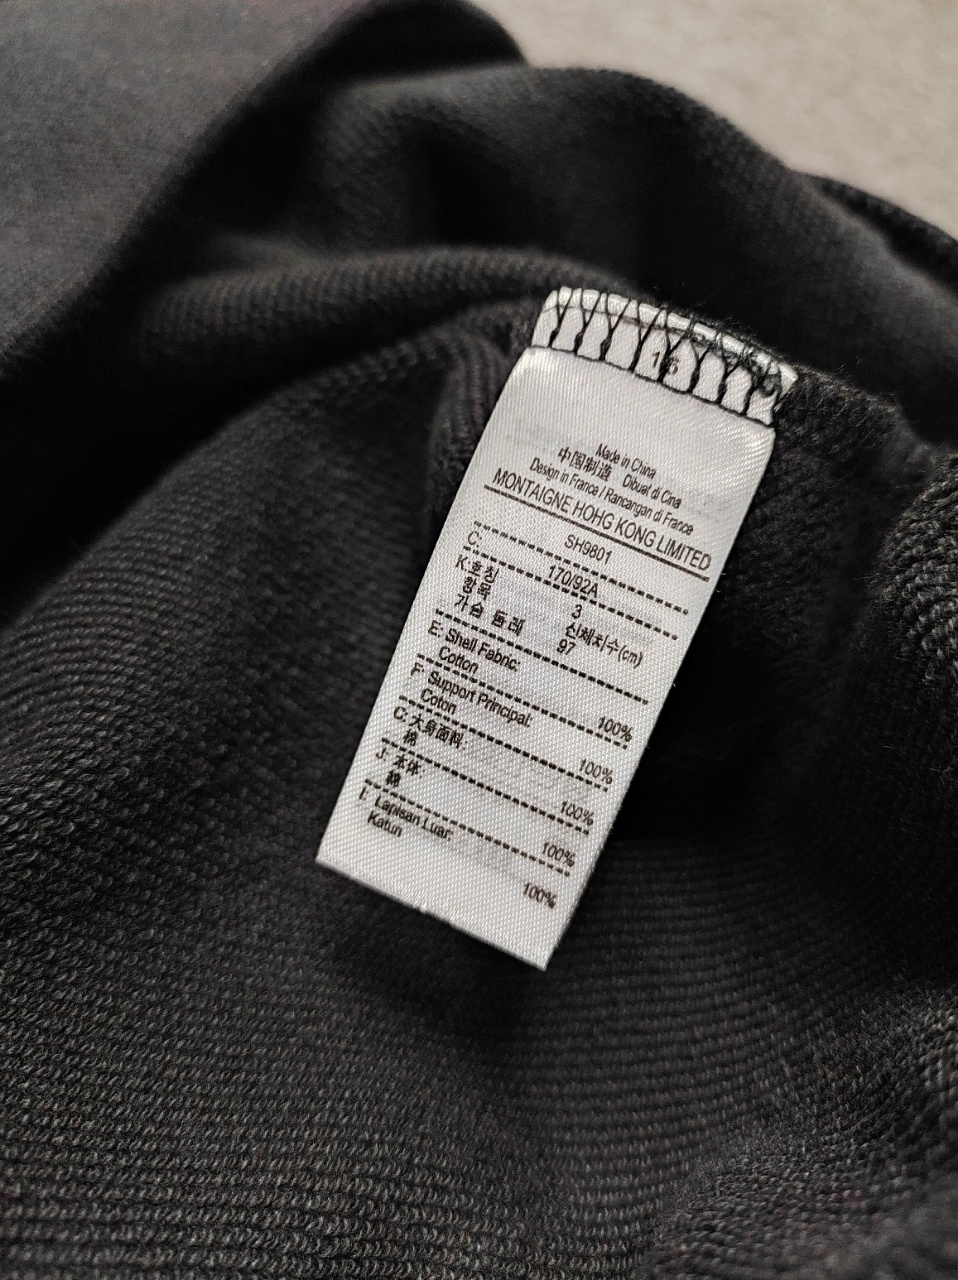 16
Made in China
中国制造 Dibuat di Cina
Design in France / Rancangan di France
MONTAIGNE HOHG KONG LIMITED
SH9801
C: 170/92A
K: 호칭 3
항목 신체치수(cm)
가슴 둘레 97
E: Shell Fabric:
Cotton 100%
F: Support Principal:
Coton 100%
C: 大身面料:
棉 100%
J: 本体:
綿 100%
I: Lapisan Luar:
Katun 100%